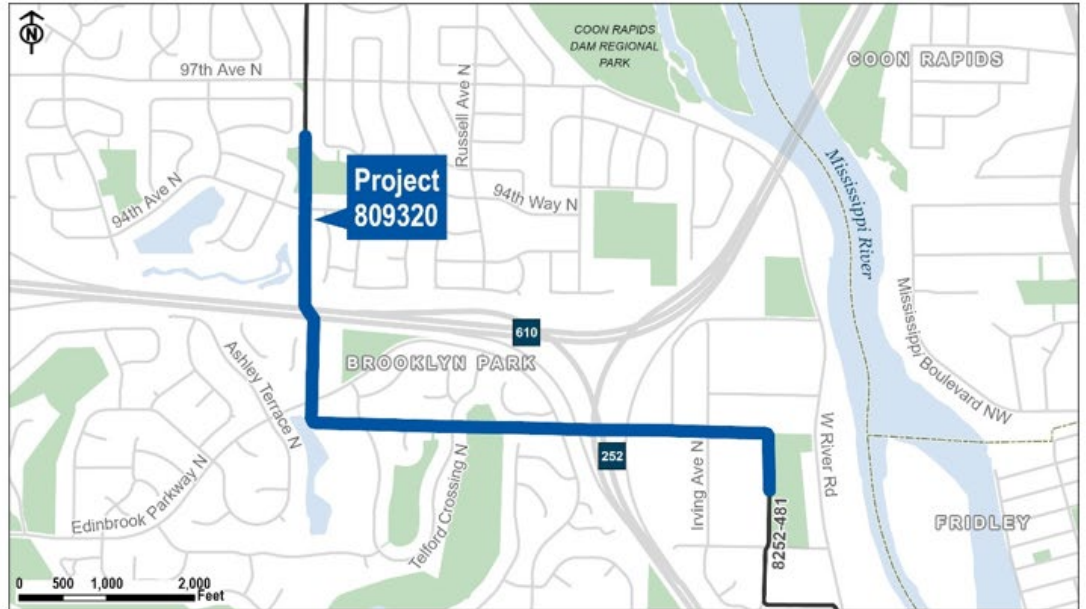 N
COON RAPIDS
DAM REGIONAL
PARK
COON RAPIDS
97th Ave N
Russell Ave N
Project
809320
94th Ave N
94th Way N
Mississippi River
Mississippi Boulevard NW
610
BROOKLYN PARK
Ashley Terrace N
252
W River Rd
Irving Ave N
Telford Crossing N
Edinbrook Parkway N
8252-481
FRIDLEY
0 500 1,000 2,000
Feet